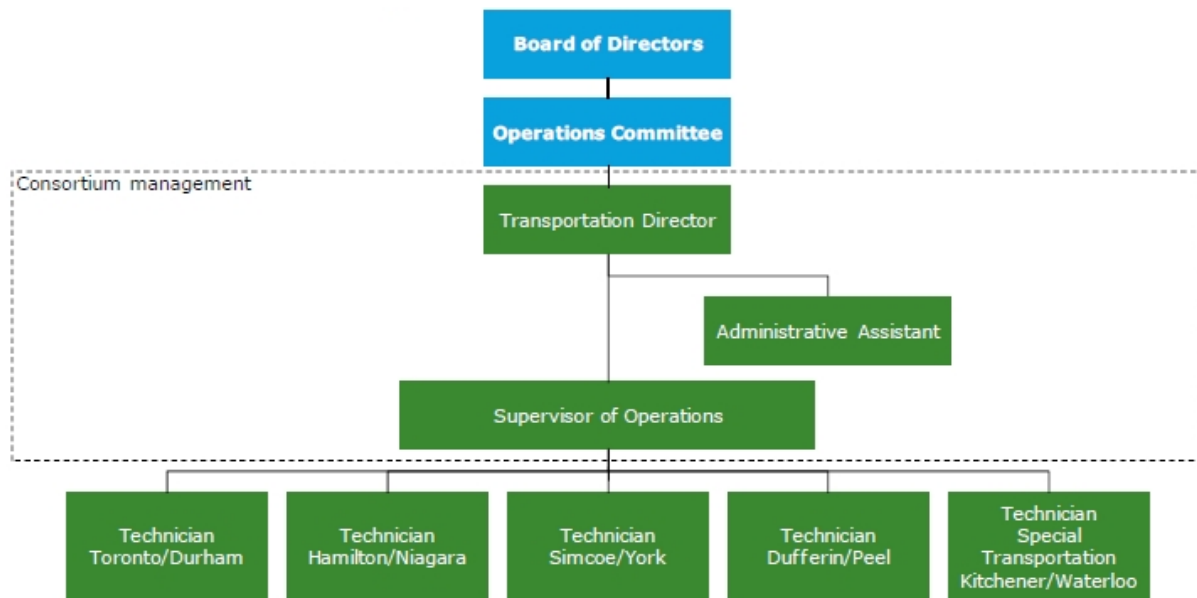 Board of Directors
Operations Committee
Consortium management
Transportation Director
Administrative Assistant
Supervisor of Operations
Technician
Toronto/Durham
Technician
Hamilton/Niagara
Technician
Simcoe/York
Technician
Dufferin/Peel
Technician
Special
Transportation
Kitchener/Waterloo